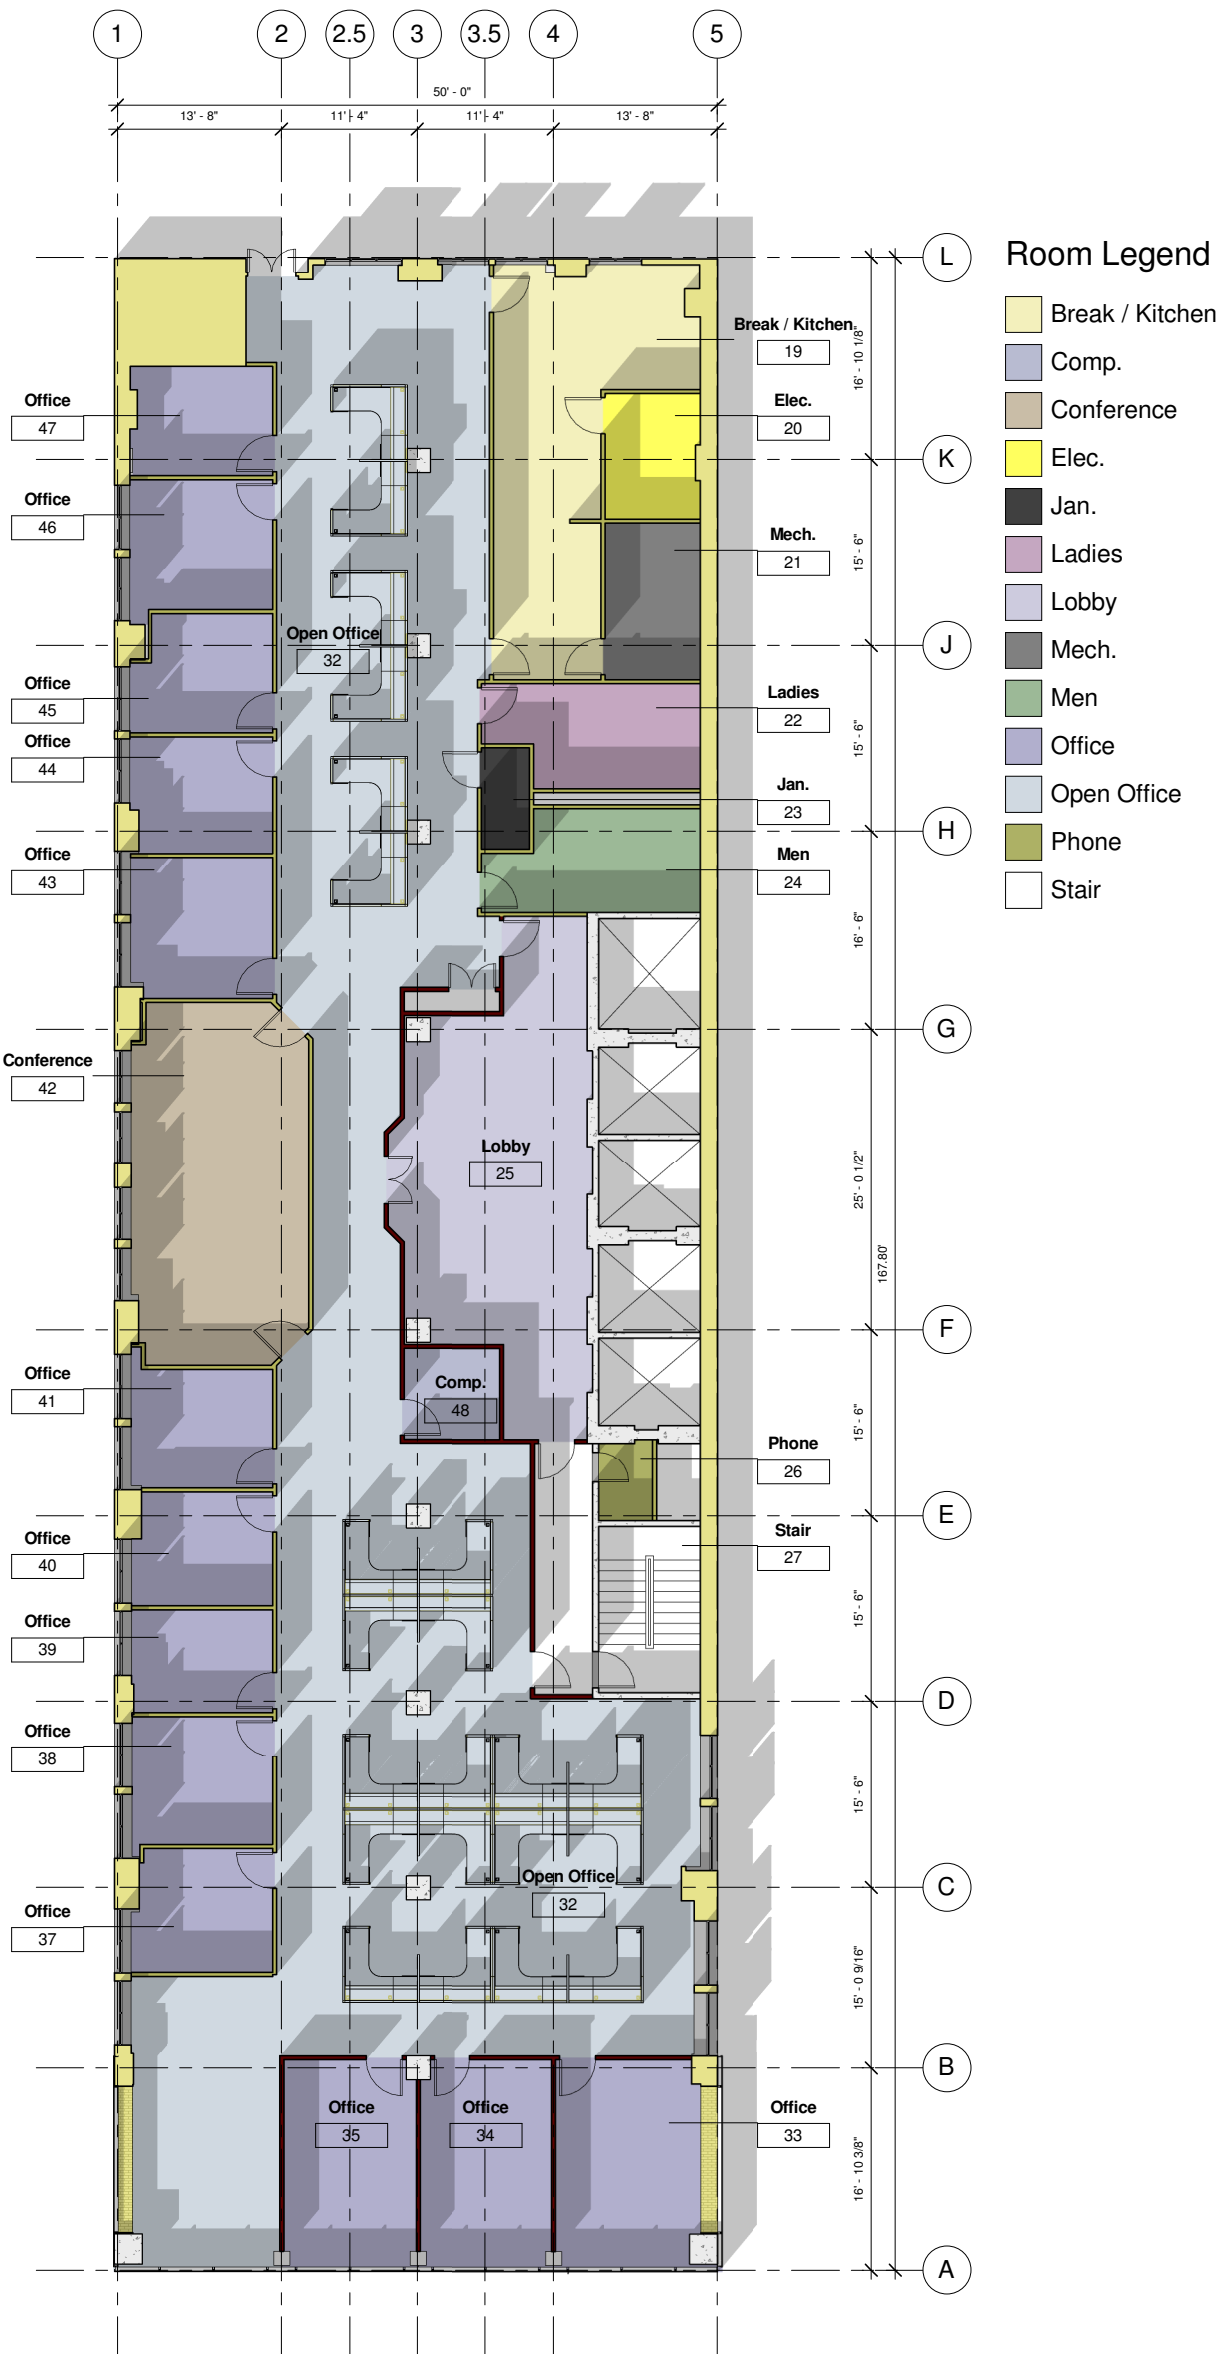 1 2 2.5 3 3.5 4 5
50' - 0"
13' - 8" 11' - 4" 11' - 4" 13' - 8"
L
Room Legend
Break / Kitchen
Comp.
Conference
Elec.
Jan.
Ladies
Lobby
Mech.
Men
Office
Open Office
Phone
Stair
Break / Kitchen
19
16' - 10 1/8"
Office
47
Elec.
20
K
Office
46
Mech.
21
15' - 6"
Open Office
32
J
Office
45
Ladies
22
Office
44
15' - 6"
Jan.
23
H
Office
43
Men
24
16' - 6"
G
Conference
42
Lobby
25
25' - 0 1/2"
167.80'
F
Office
41
Comp.
48
15' - 6"
Phone
26
E
Office
40
Stair
27
Office
39
15' - 6"
D
Office
38
15' - 6"
Open Office
32
C
Office
37
15' - 0 9/16"
B
Office
35
Office
34
Office
33
16' - 10 3/8"
A